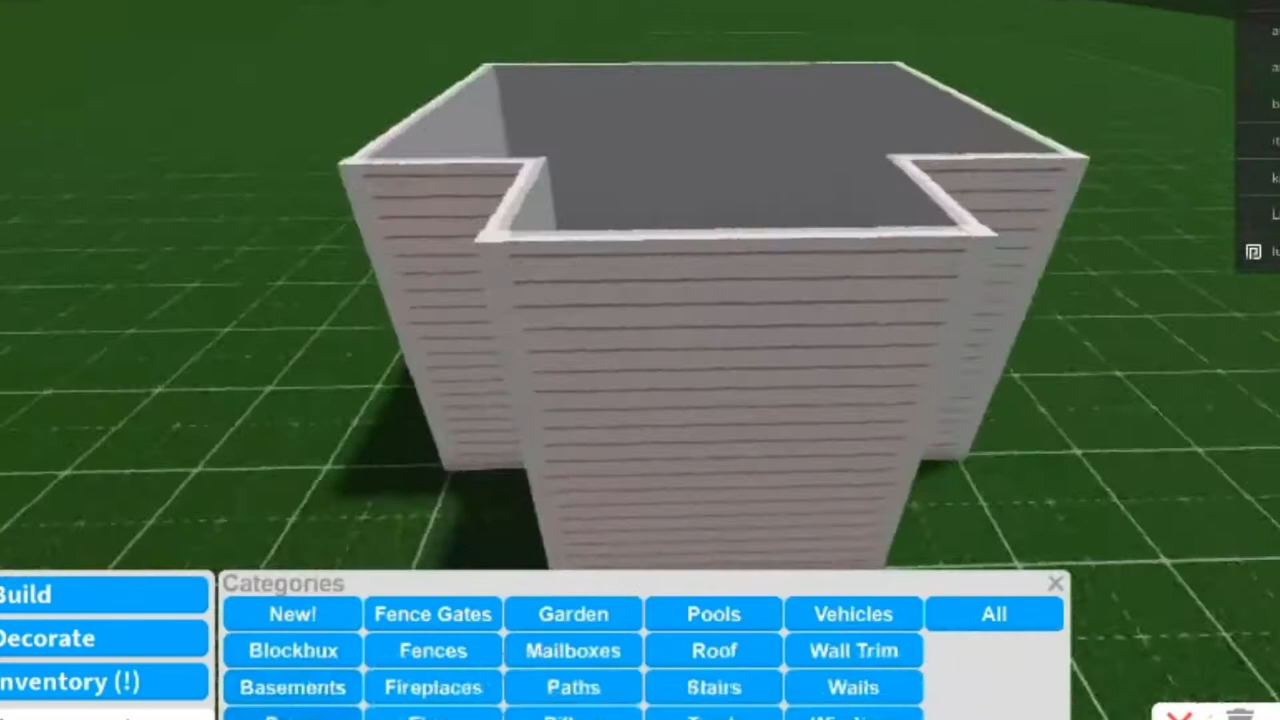 Build
Decorate
Inventory (!)
Categories
New! Fence Gates Garden Pools Vehicles All
Blockbux Fences Mailboxes Roof Wall Trim
Basements Fireplaces Paths Stairs Walls